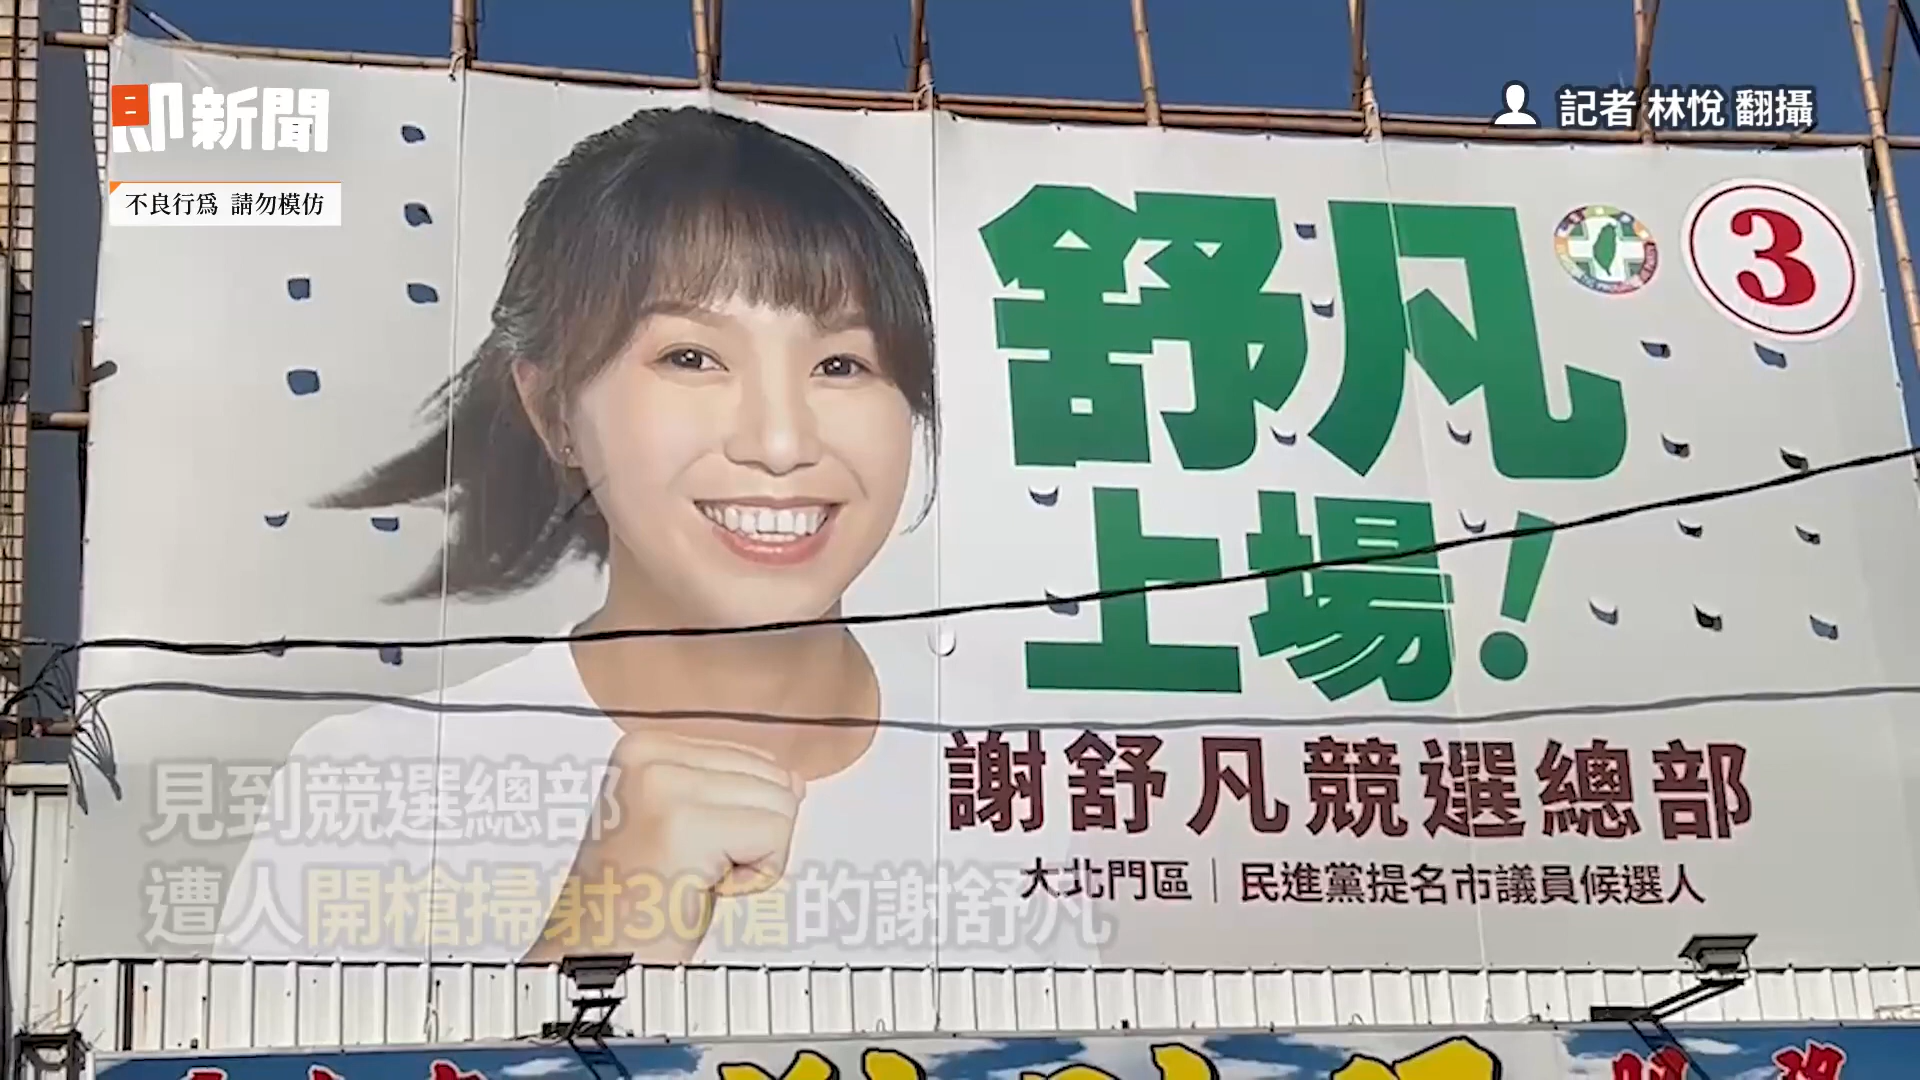 即新聞
不良行為 請勿模仿
記者 林悅 翻攝
舒凡
上場!
3
謝舒凡競選總部
大北門區｜民進黨提名市議員候選人
見到競選總部
遭人開槍掃射30槍的謝舒凡